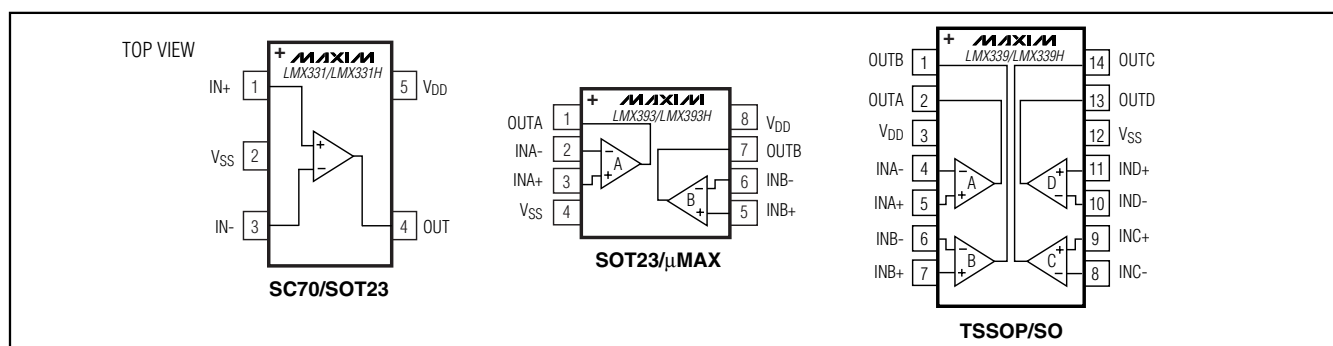 TOP VIEW
+ MAXIM
LMX331/LMX331H
IN+ 1
5 VDD
VSS 2
IN- 3
4 OUT
+
−
SC70/SOT23
+ MAXIM
LMX393/LMX393H
OUTA 1
8 VDD
INA- 2
7 OUTB
INA+ 3
6 INB-
VSS 4
5 INB+
− + A
− + B
SOT23/µMAX
+ MAXIM
LMX339/LMX339H
OUTB 1
14 OUTC
OUTA 2
13 OUTD
VDD 3
12 VSS
INA- 4
11 IND+
INA+ 5
10 IND-
INB- 6
9 INC+
INB+ 7
8 INC-
− + A
+ − D
− + B
+ − C
TSSOP/SO